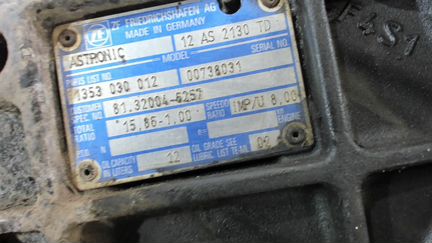 ZF FRIEDRICHSHAFEN AG
MADE IN GERMANY
ASTRONIC
12 AS 2130 TD
MODEL
SERIAL NO.
PARTS LIST NO
1353 030 012
00738031
CUSTOMER SPEC. NO
81.32004-6257
SPEEDO RATIO
IMP/U 8.00
TOTAL RATIO
15.86-1.00
ENGINE
N
OIL CAPACITY IN LITERS
12
OIL GRADE SEE LUBRIC. LIST TE-ML
02
F4S1